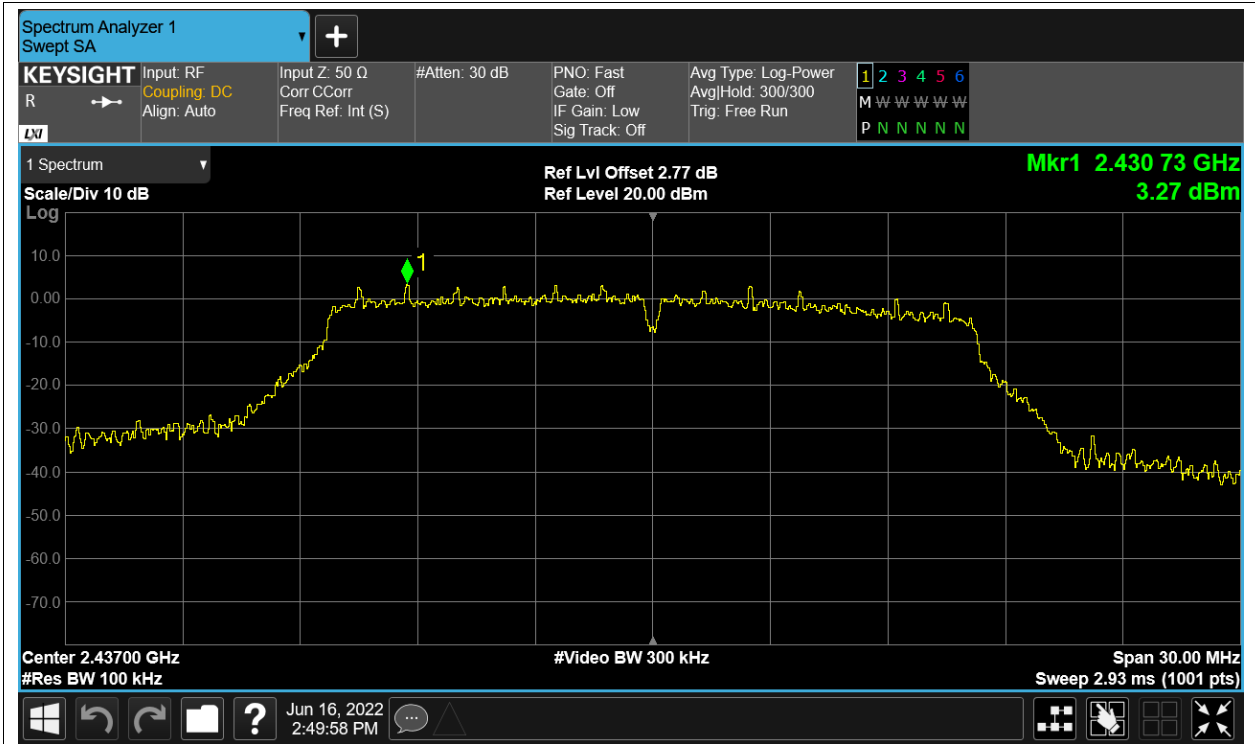 Spectrum Analyzer 1
Swept SA
+
KEYSIGHT
R
LXI
Input: RF
Coupling: DC
Align: Auto
Input Z: 50 Ω
Corr CCorr
Freq Ref: Int (S)
#Atten: 30 dB
PNO: Fast
Gate: Off
IF Gain: Low
Sig Track: Off
Avg Type: Log-Power
Avg|Hold: 300/300
Trig: Free Run
1 2 3 4 5 6
M W W W W W
P N N N N N
1 Spectrum
Scale/Div 10 dB
Log
Ref Lvl Offset 2.77 dB
Ref Level 20.00 dBm
Mkr1 2.430 73 GHz
3.27 dBm
1
10.0
0.00
-10.0
-20.0
-30.0
-40.0
-50.0
-60.0
-70.0
Center 2.43700 GHz
#Res BW 100 kHz
#Video BW 300 kHz
Span 30.00 MHz
Sweep 2.93 ms (1001 pts)
?
Jun 16, 2022
2:49:58 PM